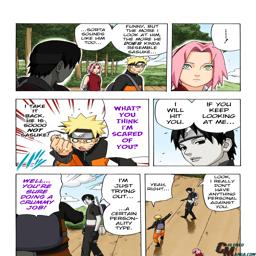 FUNNY, BUT
THE MORE I
LOOK AT HIM,
THE MORE HE
DOES KINDA
RESEMBLE
SASUKE...
...SORTA
SOUNDS
LIKE HIM
TOO...
IF YOU
KEEP
LOOKING
AT ME...
I WILL
HIT
YOU.
WHAT?
YOU
THINK
I'M
SCARED
OF
YOU?
I TAKE
IT
BACK.
HE IS
SOOOO
NOT
SASUKE!
LOOK,
I REALLY
DON'T
HAVE
ANYTHING
PERSONAL
AGAINST
YOU.
YEAH,
RIGHT...
I'M
JUST
TRYING
OUT...
...A
CERTAIN
PERSON-
ALITY
TYPE.
WELL...
YOU'RE
SURE
DOING A
CRUMMY
JOB!